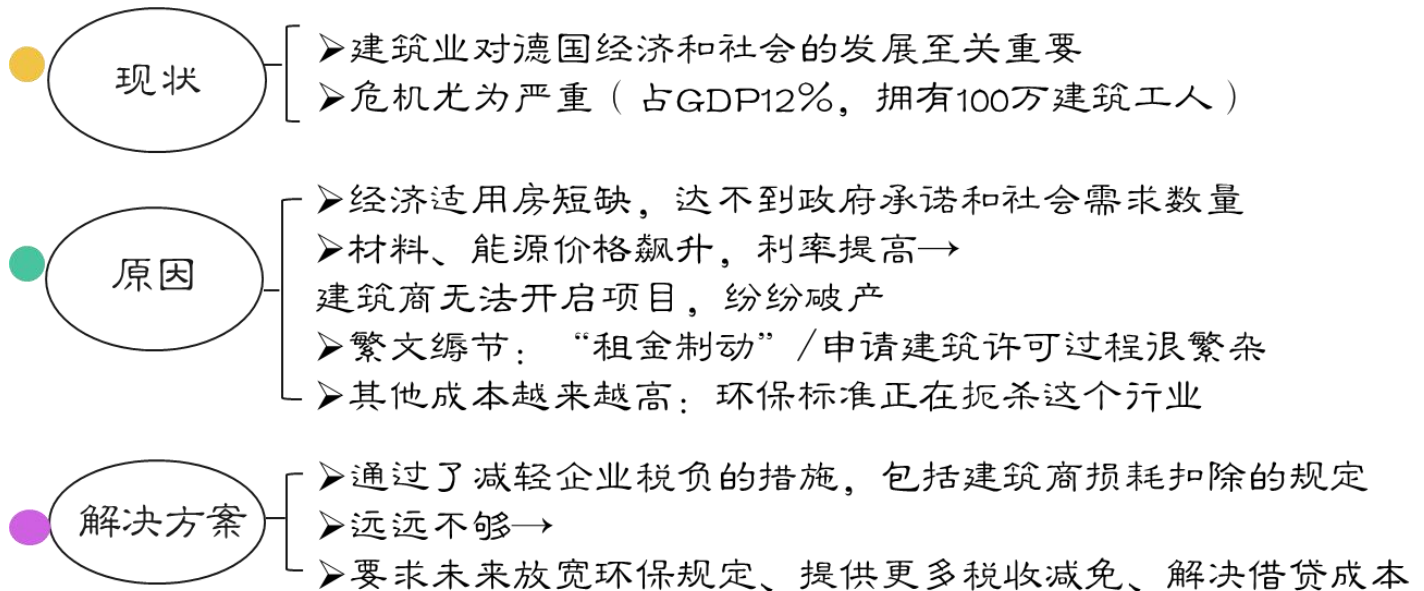 现状
➢建筑业对德国经济和社会的发展至关重要
➢危机尤为严重（占GDP12%，拥有100万建筑工人）
原因
➢经济适用房短缺，达不到政府承诺和社会需求数量
➢材料、能源价格飙升，利率提高→
建筑商无法开启项目，纷纷破产
➢繁文缛节：“租金制动”/申请建筑许可过程很繁杂
➢其他成本越来越高：环保标准正在扼杀这个行业
解决方案
➢通过了减轻企业税负的措施，包括建筑商损耗扣除的规定
➢远远不够→
➢要求未来放宽环保规定、提供更多税收减免、解决借贷成本